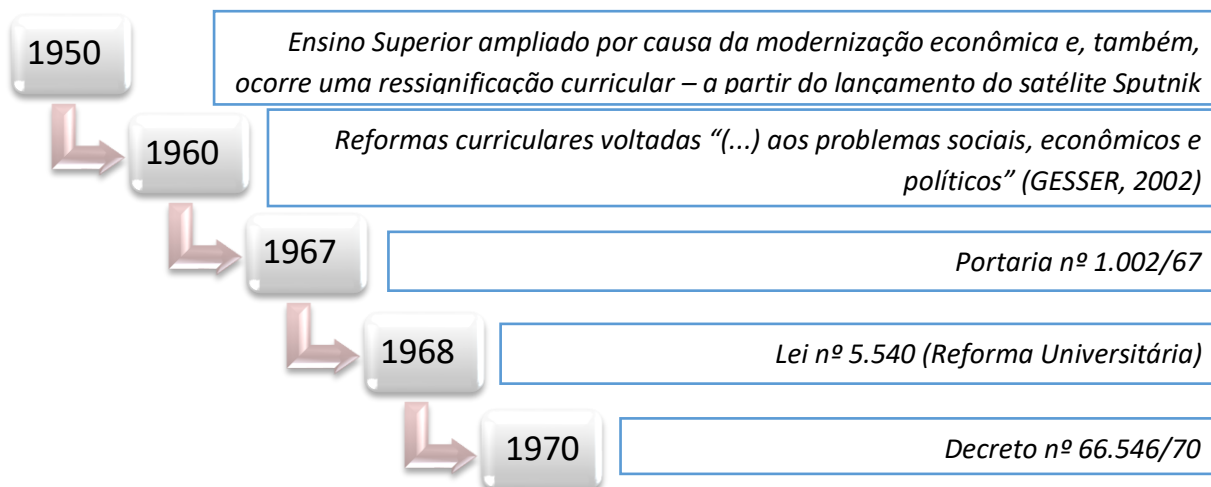 1950
Ensino Superior ampliado por causa da modernização econômica e, também,
ocorre uma ressignificação curricular – a partir do lançamento do satélite Sputnik
1960
Reformas curriculares voltadas “(...) aos problemas sociais, econômicos e
políticos” (GESSER, 2002)
1967
Portaria nº 1.002/67
1968
Lei nº 5.540 (Reforma Universitária)
1970
Decreto nº 66.546/70